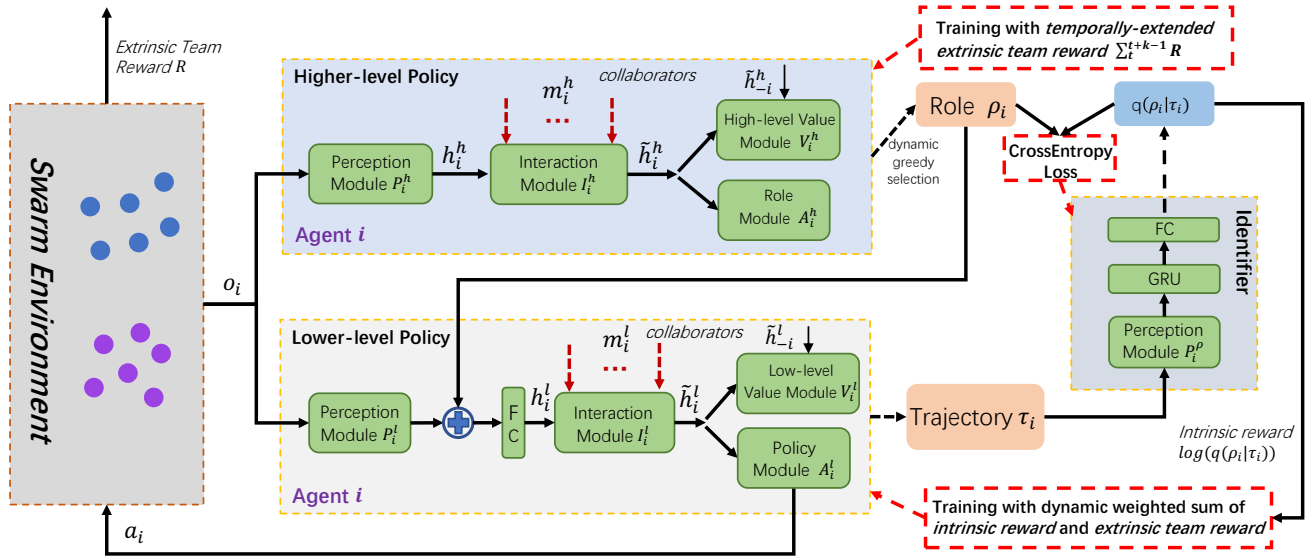 Extrinsic Team
Reward R
Swarm Environment
o_i
a_i
Higher-level Policy
m_i^h
...
collaborators
h̃_{-i}^h
Perception
Module P_i^h
h_i^h
Interaction
Module I_i^h
h̃_i^h
High-level Value
Module V_i^h
Role
Module A_i^h
Agent i
Training with temporally-extended
extrinsic team reward ∑_t^{t+k−1} R
dynamic
greedy
selection
Role ρ_i
q(ρ_i|τ_i)
CrossEntropy
Loss
Identifier
FC
GRU
Perception
Module P_i^ρ
Lower-level Policy
m_i^l
...
collaborators
h̃_{-i}^l
Perception
Module P_i^l
F
C
h_i^l
Interaction
Module I_i^l
h̃_i^l
Low-level
Value Module V_i^l
Policy
Module A_i^l
Agent i
Trajectory τ_i
Intrinsic reward
log(q(ρ_i|τ_i))
Training with dynamic weighted sum of
intrinsic reward and extrinsic team reward